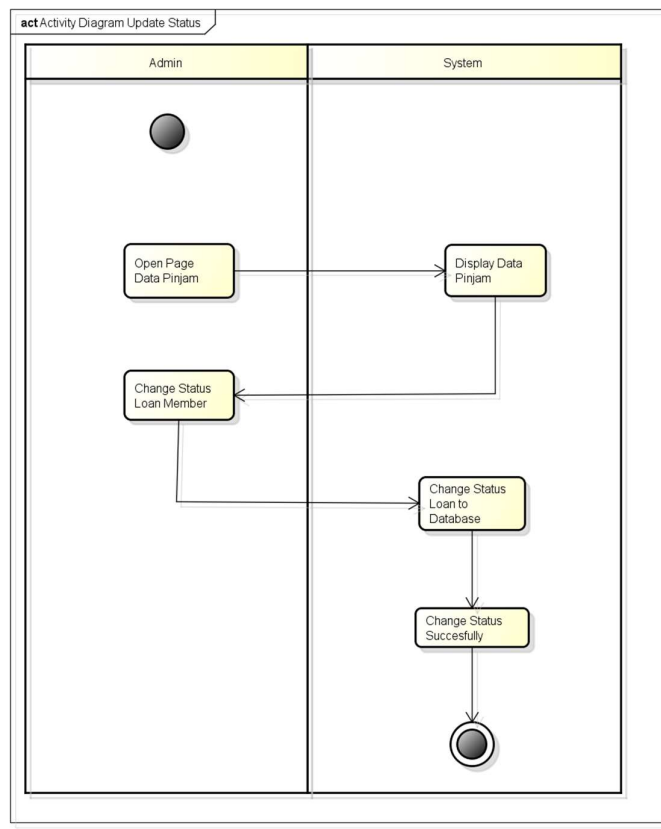 act Activity Diagram Update Status
Admin
System
Open Page
Data Pinjam
Display Data
Pinjam
Change Status
Loan Member
Change Status
Loan to
Database
Change Status
Succesfully